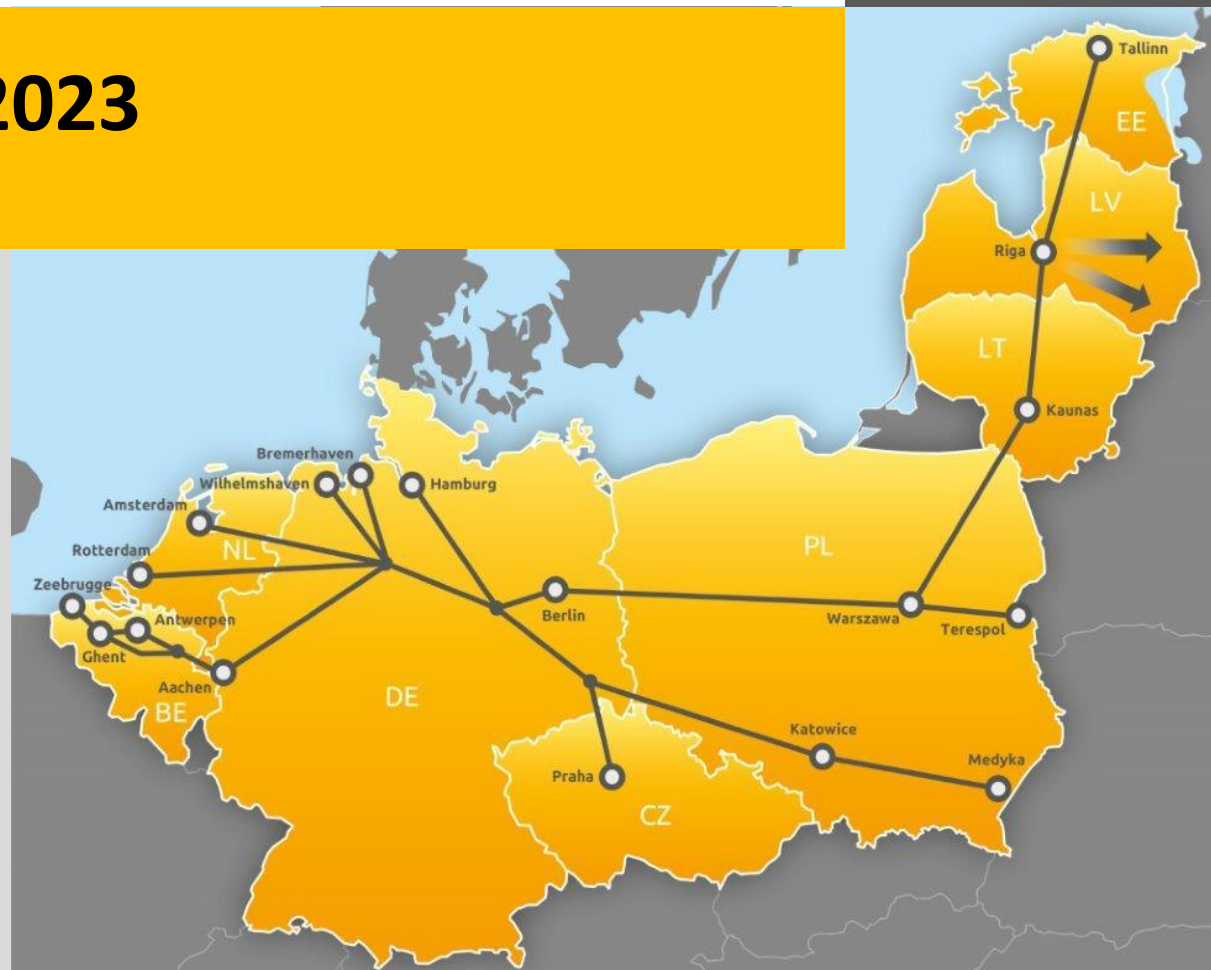 2023
Tallinn
EE
LV
Riga
LT
Kaunas
Bremerhaven
Wilhelmshaven
Hamburg
Amsterdam
NL
PL
Rotterdam
Zeebrugge
Berlin
Antwerpen
Warszawa
Terespol
Ghent
Aachen
DE
BE
Katowice
Medyka
Praha
CZ